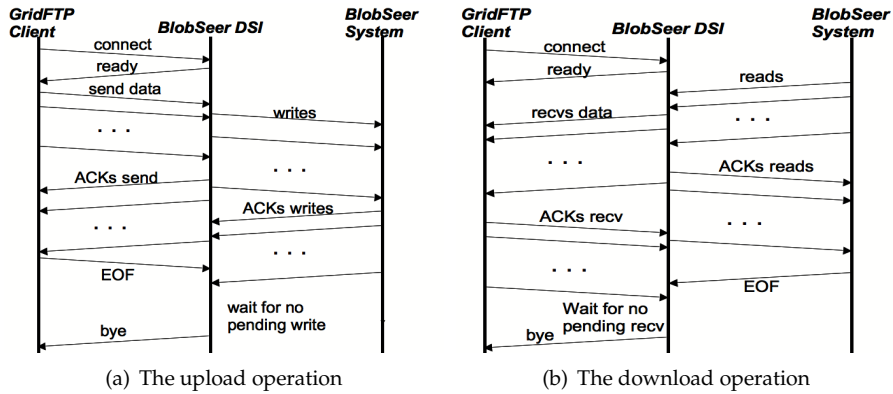 GridFTP
Client
BlobSeer DSI
BlobSeer
System
connect
ready
send data
writes
. . .
. . .
ACKs send
ACKs writes
. . .
. . .
EOF
wait for no
pending write
bye
(a) The upload operation
GridFTP
Client
BlobSeer DSI
BlobSeer
System
connect
ready
reads
recvs data
. . .
. . .
ACKs reads
ACKs recv
. . .
. . .
EOF
Wait for no
pending recv
bye
(b) The download operation